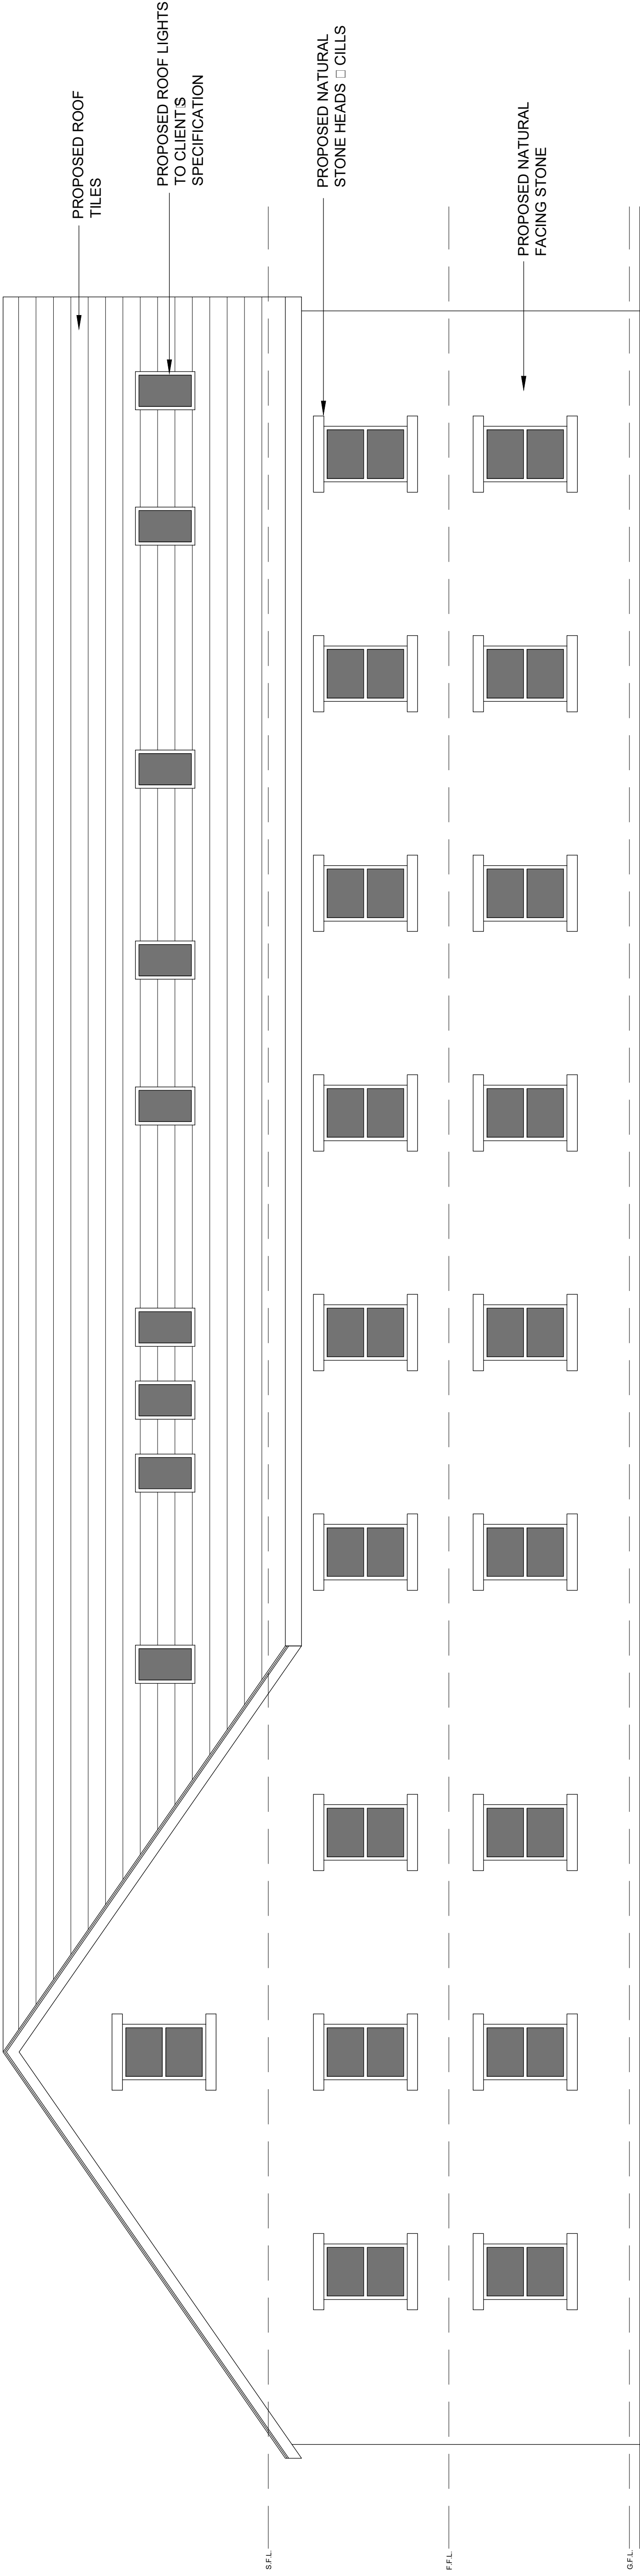 PROPOSED ROOF
TILES
PROPOSED ROOF LIGHTS
TO CLIENT□S
SPECIFICATION
PROPOSED NATURAL
STONE HEADS □ CILLS
PROPOSED NATURAL
FACING STONE
S.F.L.
F.F.L.
G.F.L.